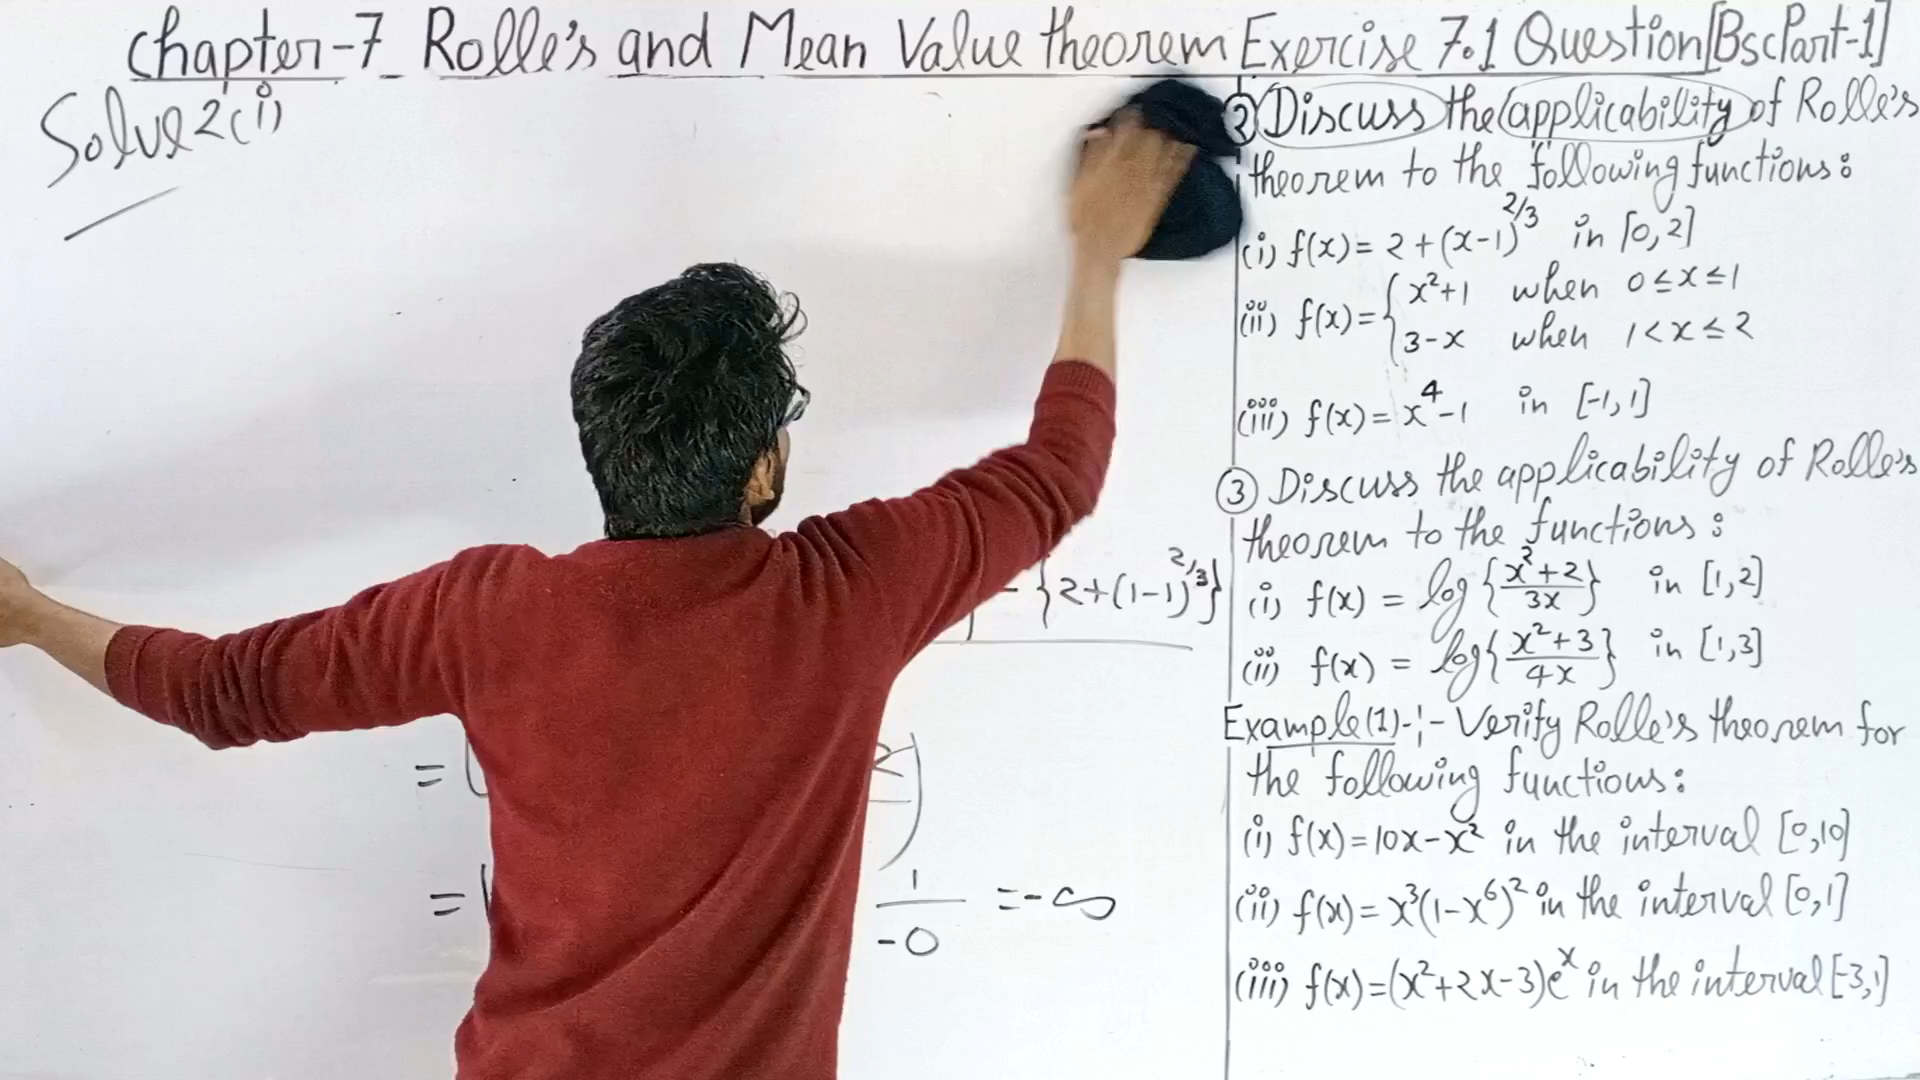 Chapter-7 Rolle's and Mean Value theorem Exercise 7.1 Question [BscPart-1]
Solve 2(i)
② Discuss the applicability of Rolle's
theorem to the following functions:
(i) f(x) = 2+(x-1)^2/3 in [0,2]
(ii) f(x) = { x²+1 when 0≤x≤1
3-x when 1<x≤2
(iii) f(x) = x⁴-1 in [-1,1]
③ Discuss the applicability of Rolle's
theorem to the functions:
(i) f(x) = log {x²+2 / 3x} in [1,2]
(ii) f(x) = log {x²+3 / 4x} in [1,3]
Example(1)-:- Verify Rolle's theorem for
the following functions:
(i) f(x)=10x-x² in the interval [0,10]
(ii) f(x)= x³(1-x⁶)² in the interval [0,1]
(iii) f(x)=(x²+2x-3)eˣ in the interval [-3,1]
- {2+(1-1)^2/3}
= (
=
1 / -0 = -∞